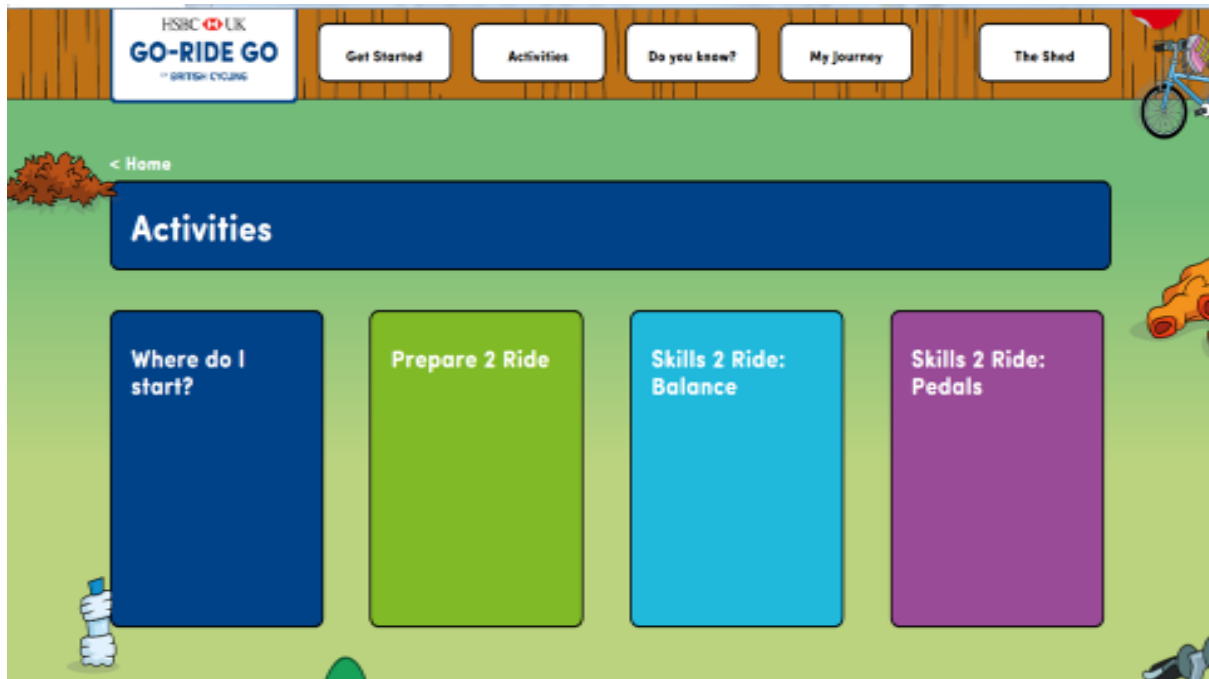 HSBC UK
GO-RIDE GO
BY BRITISH CYCLING
Get Started
Activities
Do you know?
My Journey
The Shed
< Home
Activities
Where do I
start?
Prepare 2 Ride
Skills 2 Ride:
Balance
Skills 2 Ride:
Pedals